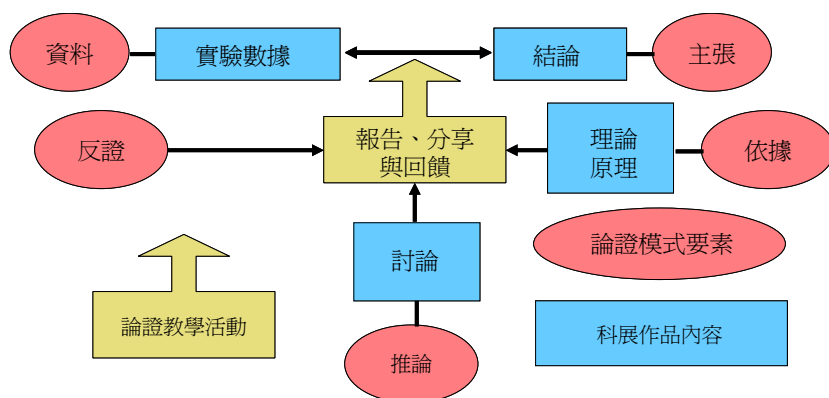 資料
實驗數據
結論
主張
反證
報告、分享
與回饋
理論
原理
依據
討論
論證模式要素
論證教學活動
推論
科展作品內容